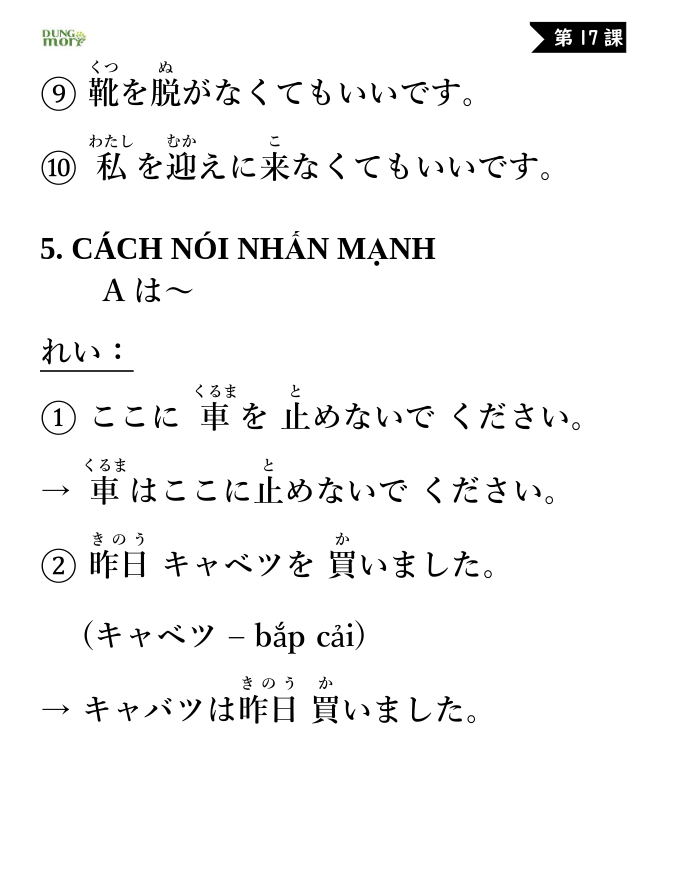 DUNG mori
第17課
くつ ぬ
⑨ 靴を脱がなくてもいいです。
わたし むか こ
⑩ 私を迎えに来なくてもいいです。
5. CÁCH NÓI NHẤN MẠNH
A は～
れい：
くるま と
① ここに 車を 止めないで ください。
くるま と
→ 車はここに止めないで ください。
きのう か
② 昨日 キャベツを 買いました。
(キャベツ – bắp cải)
きのう か
→ キャバツは昨日 買いました。